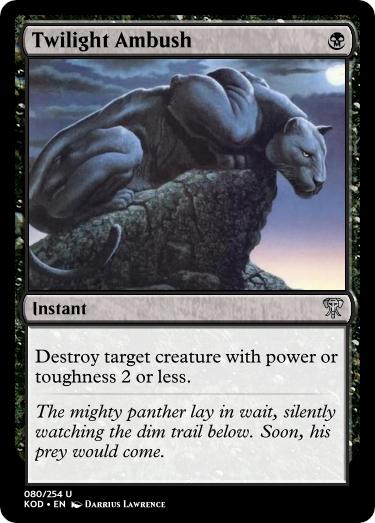 Twilight Ambush
Instant
Destroy target creature with power or
toughness 2 or less.
The mighty panther lay in wait, silently
watching the dim trail below. Soon, his
prey would come.
080/254 U
KOD • EN Darrius Lawrence